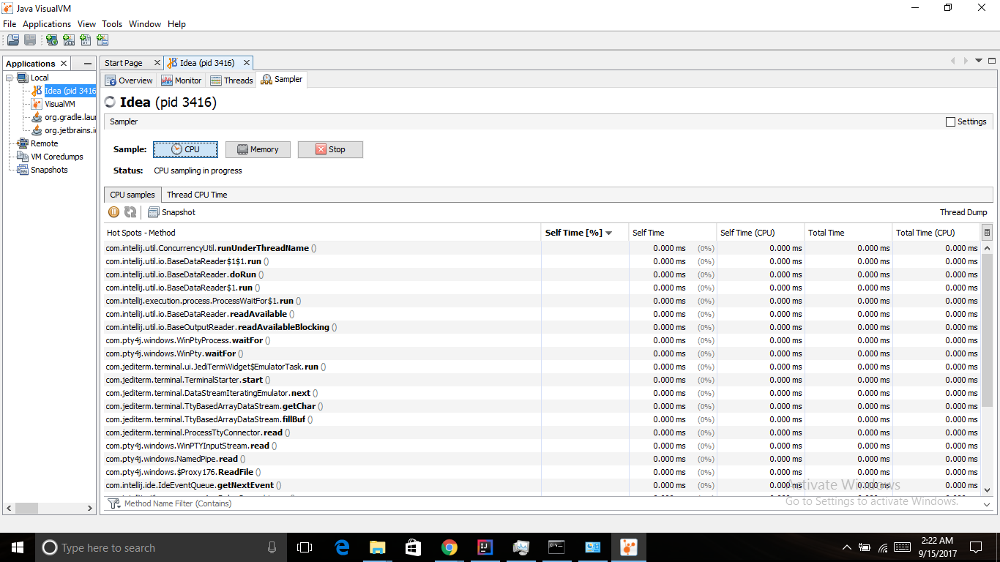 Java VisualVM
File Applications View Tools Window Help
Applications
Start Page
Idea (pid 3416)
Local
Idea (pid 3416
VisualVM
org.gradle.lau
org.jetbrains.i
Remote
VM Coredumps
Snapshots
Overview Monitor Threads Sampler
Idea (pid 3416)
Sampler Settings
Sample: CPU Memory Stop
Status: CPU sampling in progress
CPU samples Thread CPU Time
Snapshot Thread Dump
Hot Spots - Method Self Time [%] Self Time Self Time (CPU) Total Time Total Time (CPU)
com.intellij.util.ConcurrencyUtil.runUnderThreadName () 0.000 ms (0%) 0.000 ms 0.000 ms 0.000 ms
com.intellij.util.io.BaseDataReader$1$1.run () 0.000 ms (0%) 0.000 ms 0.000 ms 0.000 ms
com.intellij.util.io.BaseDataReader.doRun () 0.000 ms (0%) 0.000 ms 0.000 ms 0.000 ms
com.intellij.util.io.BaseDataReader$1.run () 0.000 ms (0%) 0.000 ms 0.000 ms 0.000 ms
com.intellij.execution.process.ProcessWaitFor$1.run () 0.000 ms (0%) 0.000 ms 0.000 ms 0.000 ms
com.intellij.util.io.BaseDataReader.readAvailable () 0.000 ms (0%) 0.000 ms 0.000 ms 0.000 ms
com.intellij.util.io.BaseOutputReader.readAvailableBlocking () 0.000 ms (0%) 0.000 ms 0.000 ms 0.000 ms
com.pty4j.windows.WinPtyProcess.waitFor () 0.000 ms (0%) 0.000 ms 0.000 ms 0.000 ms
com.pty4j.windows.WinPty.waitFor () 0.000 ms (0%) 0.000 ms 0.000 ms 0.000 ms
com.jediterm.terminal.ui.JediTermWidget$EmulatorTask.run () 0.000 ms (0%) 0.000 ms 0.000 ms 0.000 ms
com.jediterm.terminal.TerminalStarter.start () 0.000 ms (0%) 0.000 ms 0.000 ms 0.000 ms
com.jediterm.terminal.DataStreamIteratingEmulator.next () 0.000 ms (0%) 0.000 ms 0.000 ms 0.000 ms
com.jediterm.terminal.TtyBasedArrayDataStream.getChar () 0.000 ms (0%) 0.000 ms 0.000 ms 0.000 ms
com.jediterm.terminal.TtyBasedArrayDataStream.fillBuf () 0.000 ms (0%) 0.000 ms 0.000 ms 0.000 ms
com.jediterm.terminal.ProcessTtyConnector.read () 0.000 ms (0%) 0.000 ms 0.000 ms 0.000 ms
com.pty4j.windows.WinPTYInputStream.read () 0.000 ms (0%) 0.000 ms 0.000 ms 0.000 ms
com.pty4j.windows.NamedPipe.read () 0.000 ms (0%) 0.000 ms 0.000 ms 0.000 ms
com.pty4j.windows.$Proxy176.ReadFile () 0.000 ms (0%) 0.000 ms 0.000 ms 0.000 ms
com.intellij.ide.IdeEventQueue.getNextEvent () 0.000 ms (0%) 0.000 ms 0.000 ms 0.000 ms
Activate Windows
Go to Settings to activate Windows.
Method Name Filter (Contains)
Type here to search
2:22 AM
9/15/2017